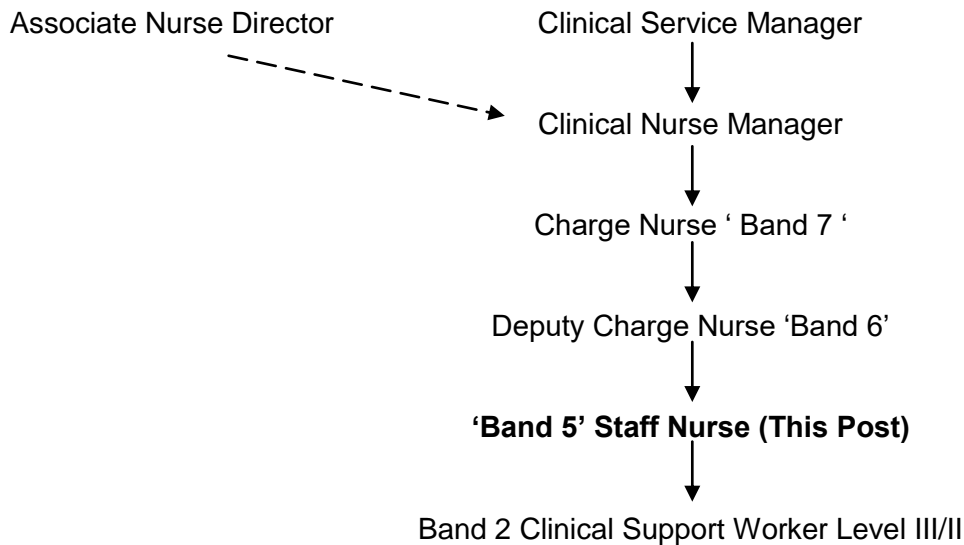 Associate Nurse Director
Clinical Service Manager
Clinical Nurse Manager
Charge Nurse ‘ Band 7 ‘
Deputy Charge Nurse ‘Band 6’
‘Band 5’ Staff Nurse (This Post)
Band 2 Clinical Support Worker Level III/II